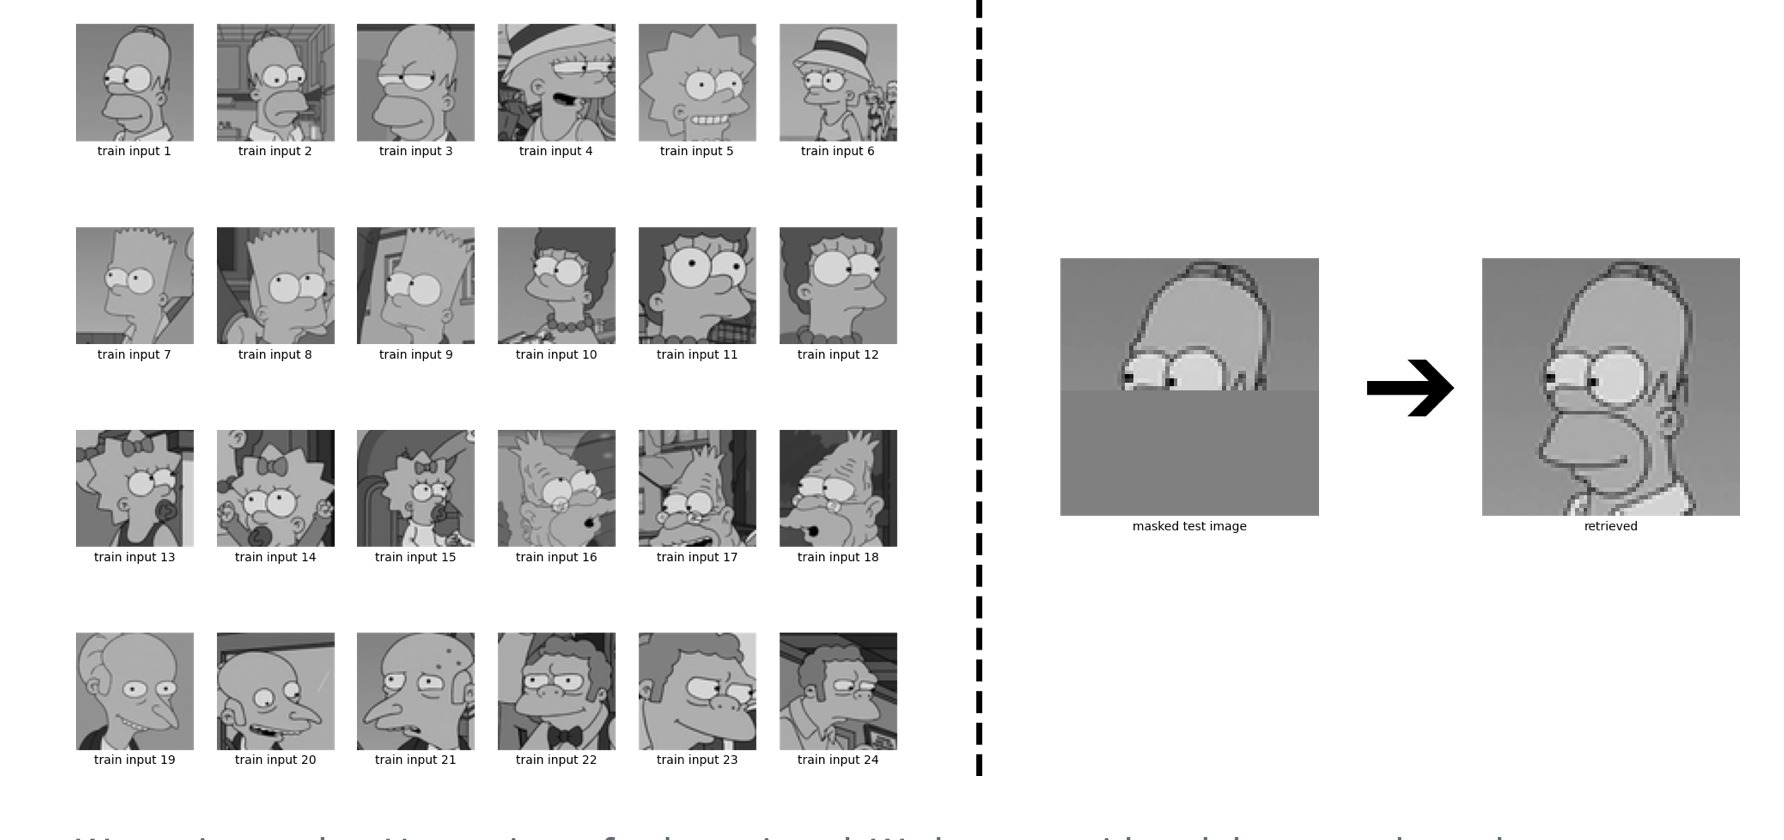 train input 1
train input 2
train input 3
train input 4
train input 5
train input 6
train input 7
train input 8
train input 9
train input 10
train input 11
train input 12
masked test image
retrieved
train input 13
train input 14
train input 15
train input 16
train input 17
train input 18
train input 19
train input 20
train input 21
train input 22
train input 23
train input 24